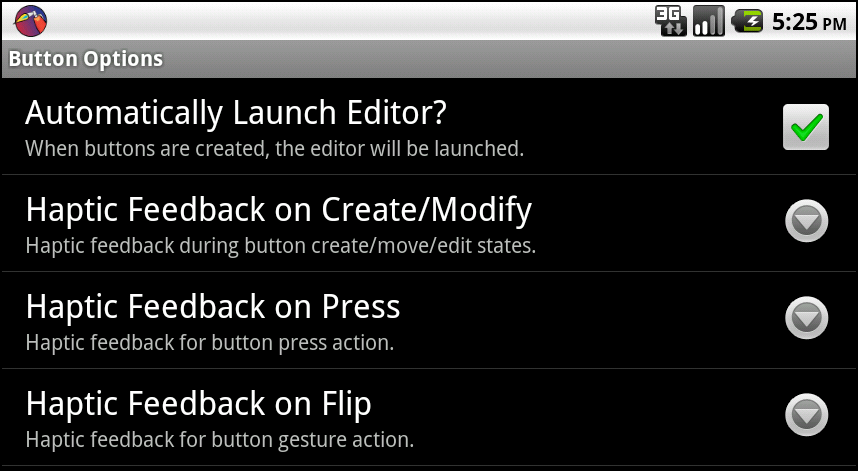 3G
5:25 PM
Button Options
Automatically Launch Editor?
When buttons are created, the editor will be launched.
Haptic Feedback on Create/Modify
Haptic feedback during button create/move/edit states.
Haptic Feedback on Press
Haptic feedback for button press action.
Haptic Feedback on Flip
Haptic feedback for button gesture action.